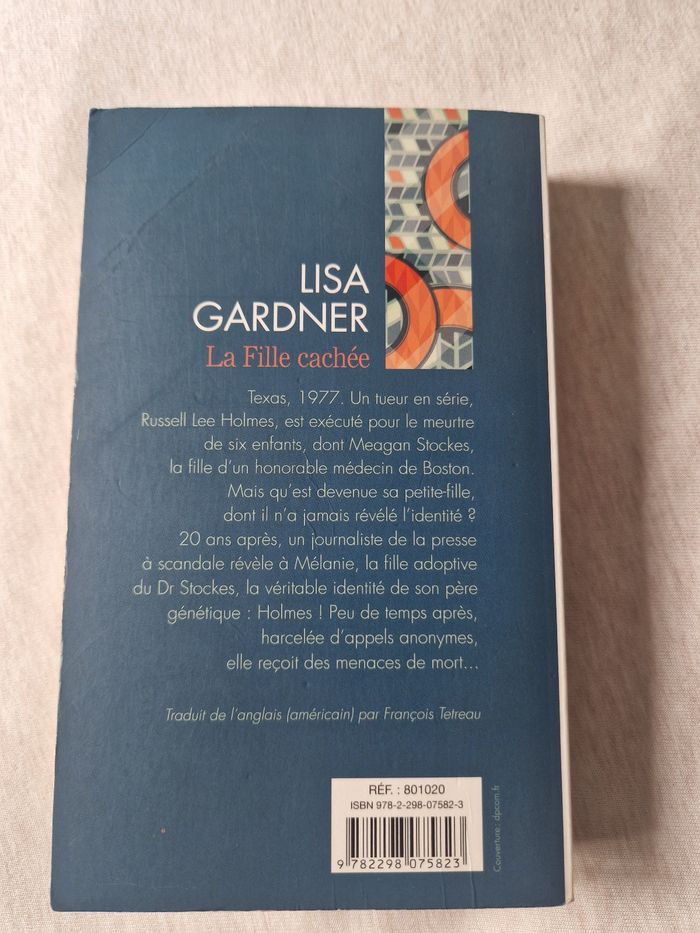 LISA
GARDNER
La Fille cachée
Texas, 1977. Un tueur en série,
Russell Lee Holmes, est exécuté pour le meurtre
de six enfants, dont Meagan Stockes,
la fille d'un honorable médecin de Boston.
Mais qu'est devenue sa petite-fille,
dont il n'a jamais révélé l'identité ?
20 ans après, un journaliste de la presse
à scandale révèle à Mélanie, la fille adoptive
du Dr Stockes, la véritable identité de son père
génétique : Holmes ! Peu de temps après,
harcelée d'appels anonymes,
elle reçoit des menaces de mort...
Traduit de l'anglais (américain) par François Tétreau
RÉF. : 801020
ISBN 978-2-298-07582-3
9 782298 075823
Couverture : dpcom.fr